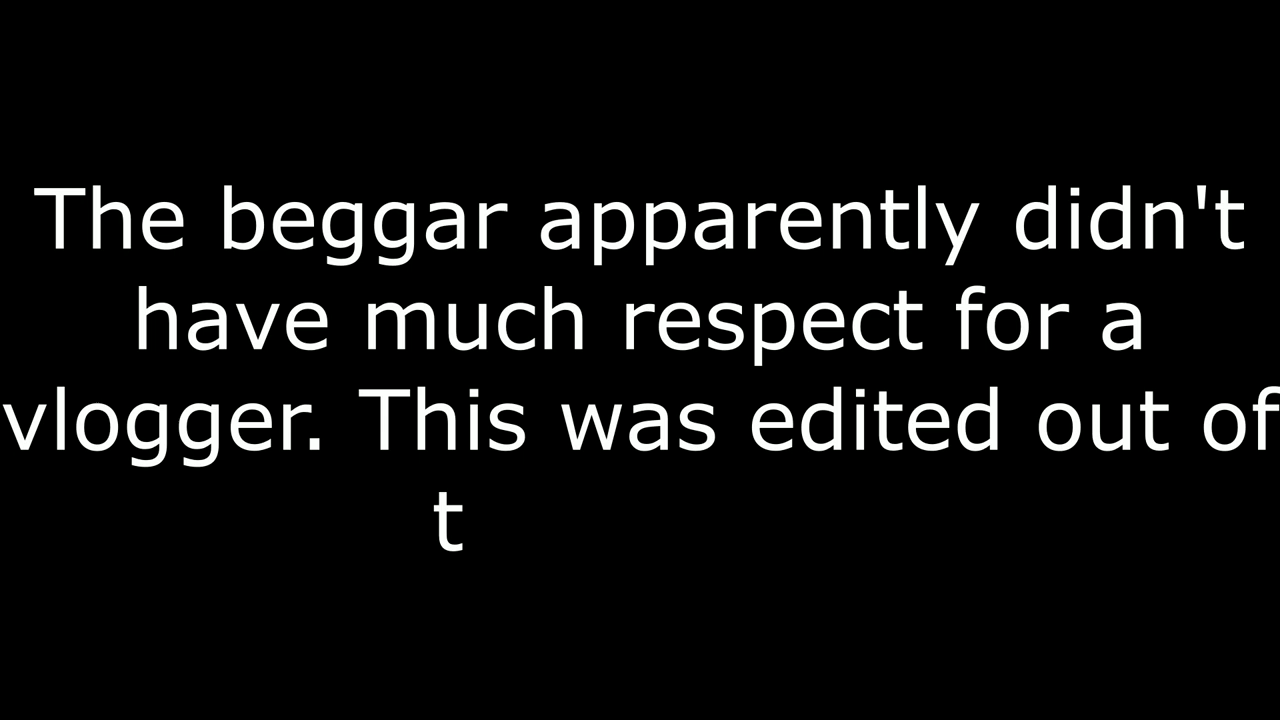 The beggar apparently didn't
have much respect for a
vlogger. This was edited out of
t